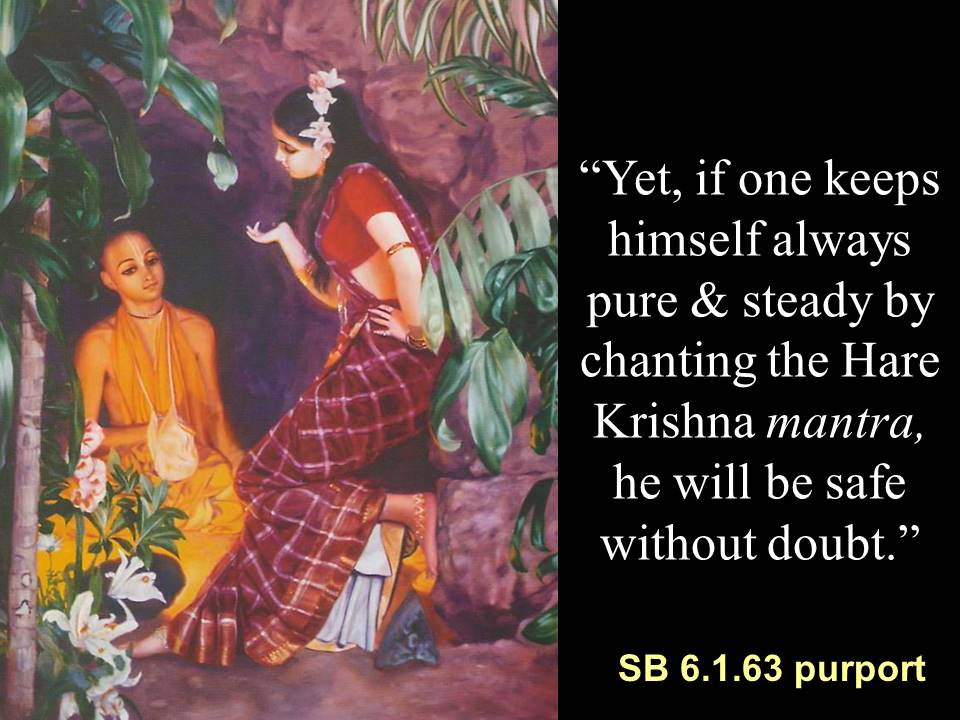 “Yet, if one keeps
himself always
pure & steady by
chanting the Hare
Krishna mantra,
he will be safe
without doubt.”
SB 6.1.63 purport